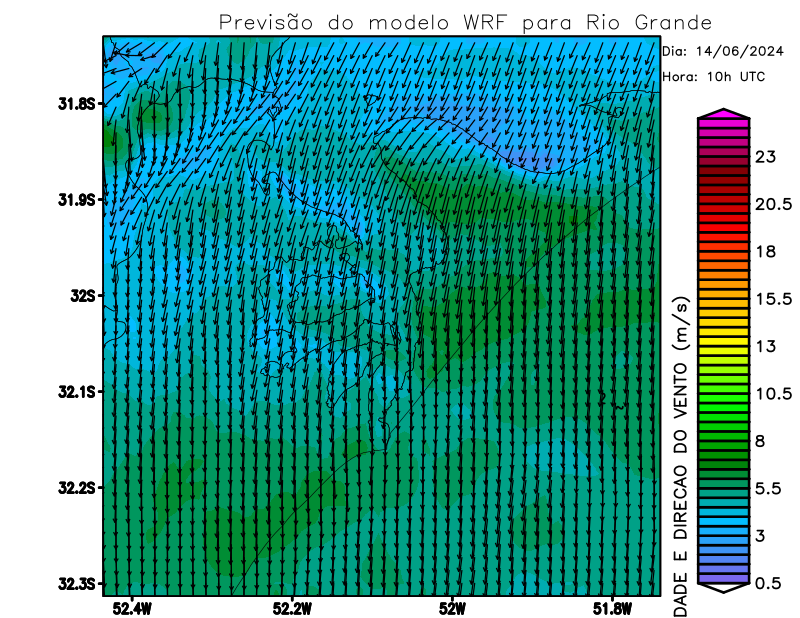 Previsão do modelo WRF para Rio Grande
Dia: 14/06/2024
Hora: 10h UTC
31.8S
31.9S
32S
32.1S
32.2S
32.3S
52.4W
52.2W
52W
51.8W
23
20.5
18
15.5
13
10.5
8
5.5
3
0.5
DADE E DIRECAO DO VENTO (m/s)